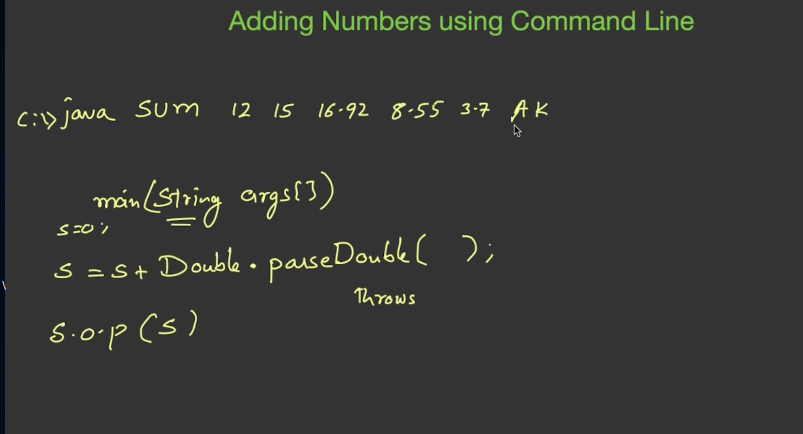 Adding Numbers using Command Line
C:\> java Sum 12 15 16.92 8.55 3.7 AK
main(String args[])
s=0;
s = s + Double.parseDouble( );
throws
S.o.p(s)